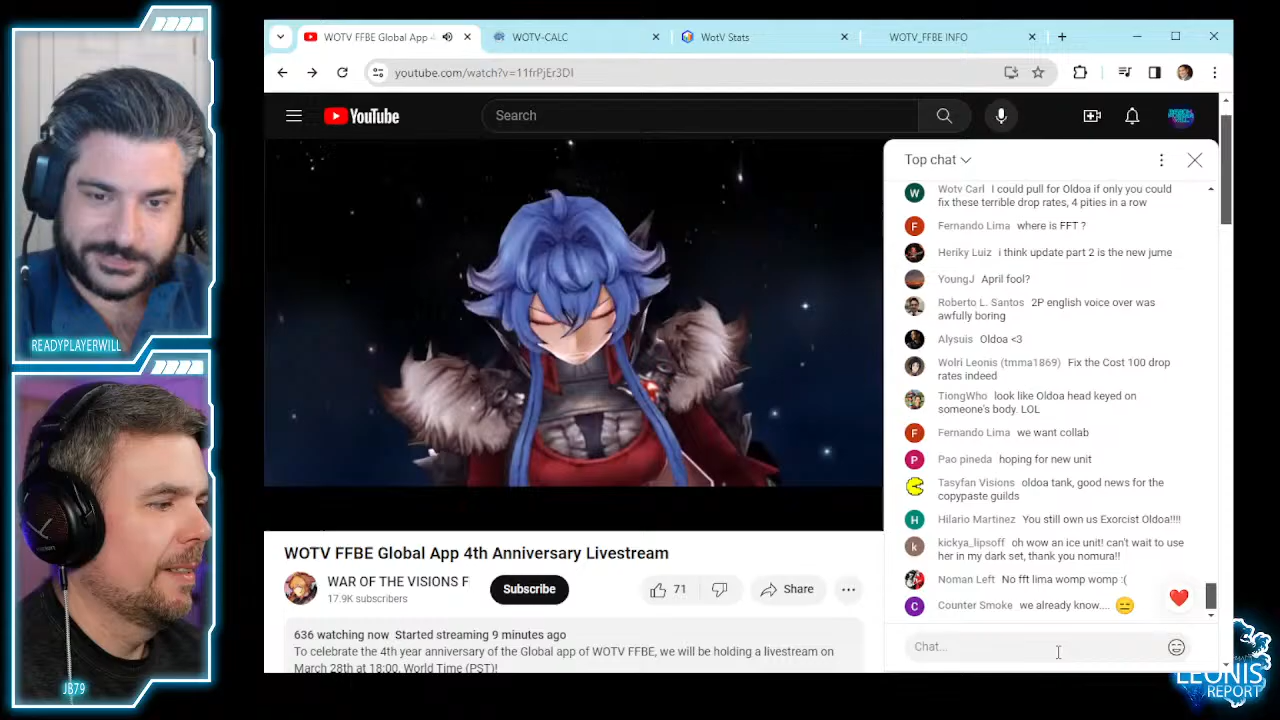 WOTV FFBE Global App 4
WOTV-CALC
WotV Stats
WOTV_FFBE INFO
youtube.com/watch?v=11frPjEr3DI
YouTube
Search
Top chat
Wotv Carl I could pull for Oldoa if only you could
fix these terrible drop rates, 4 pities in a row
Fernando Lima where is FFT ?
Heriky Luiz i think update part 2 is the new jume
YoungJ April fool?
Roberto L. Santos 2P english voice over was
awfully boring
Alysuis Oldoa <3
Wolri Leonis (tmma1869) Fix the Cost 100 drop
rates indeed
TiongWho look like Oldoa head keyed on
someone's body. LOL
Fernando Lima we want collab
Pao pineda hoping for new unit
Tasyfan Visions oldoa tank, good news for the
copypaste guilds
Hilario Martinez You still own us Exorcist Oldoa!!!!
kickya_lipsoff oh wow an ice unit! can't wait to use
her in my dark set, thank you nomura!!
Noman Left No fft lima womp womp :(
Counter Smoke we already know.... 😑
Chat...
READYPLAYERWILL
JB79
WOTV FFBE Global App 4th Anniversary Livestream
WAR OF THE VISIONS F
17.9K subscribers
Subscribe
71
Share
636 watching now Started streaming 9 minutes ago
To celebrate the 4th year anniversary of the Global app of WOTV FFBE, we will be holding a livestream on
March 28th at 18:00, World Time (PST)!
LEONIS
REPORT